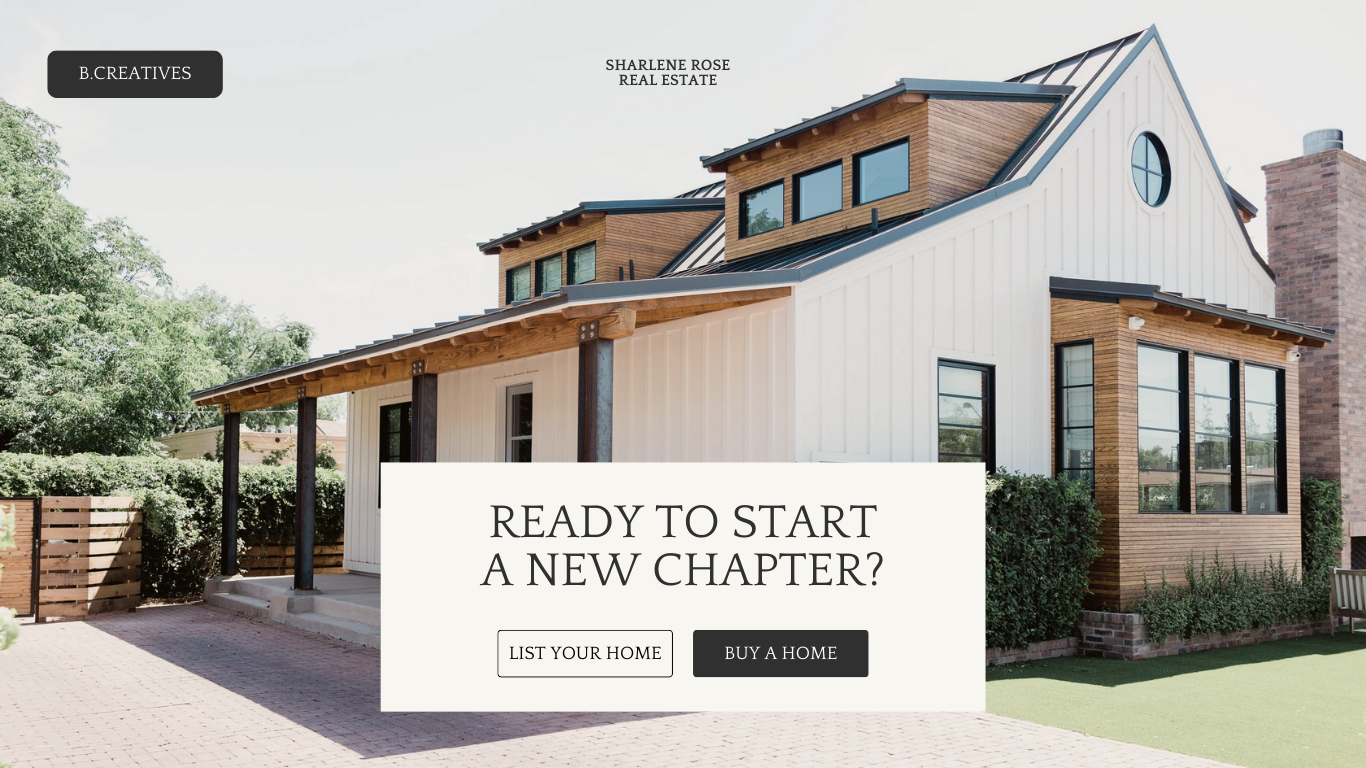 B.CREATIVES
SHARLENE ROSE
REAL ESTATE
READY TO START
A NEW CHAPTER?
LIST YOUR HOME
BUY A HOME